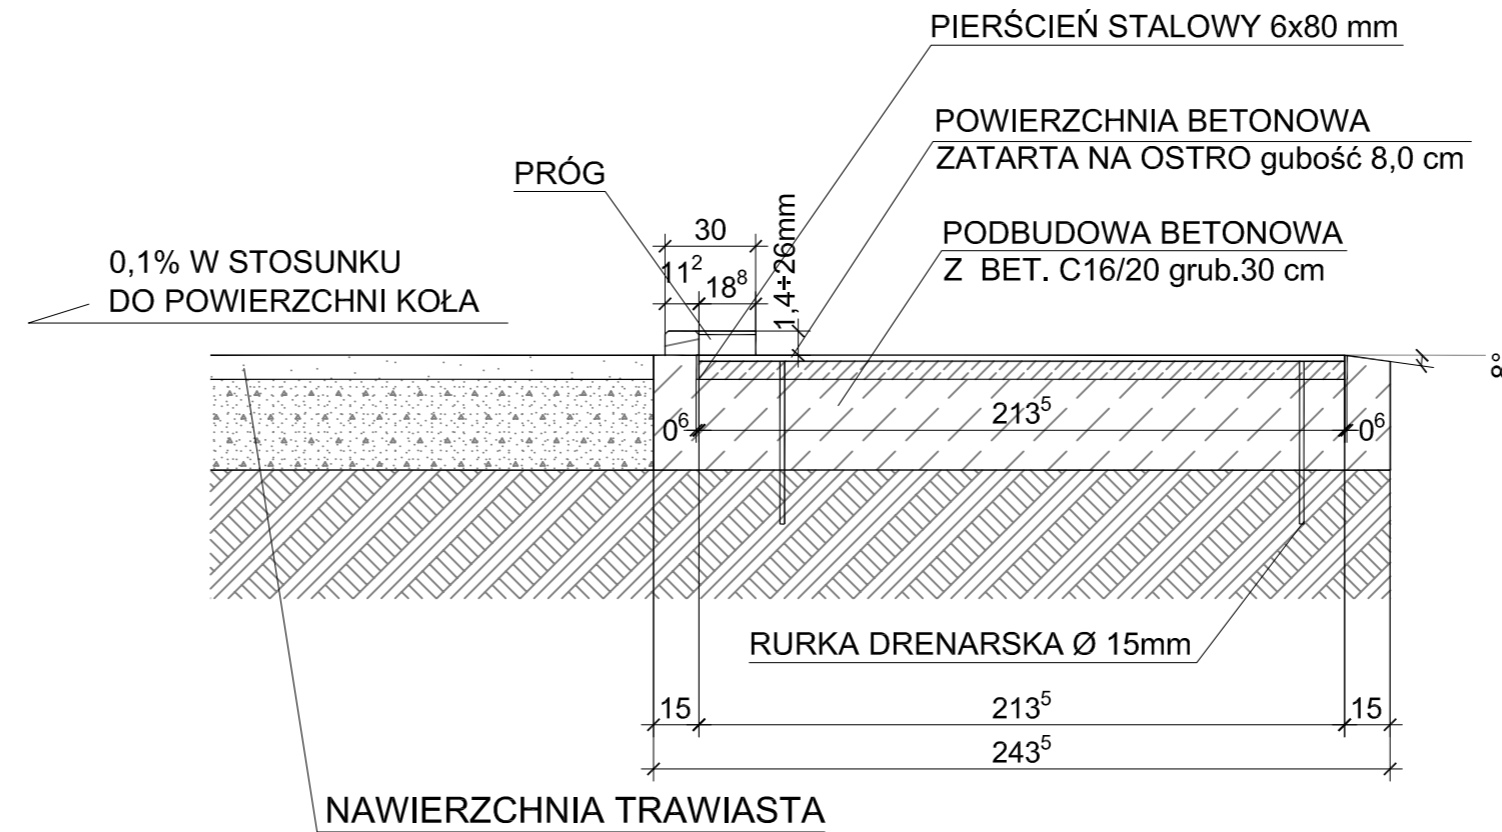 PIERŚCIEŃ STALOWY 6x80 mm
POWIERZCHNIA BETONOWA
ZATARTA NA OSTRO gubość 8,0 cm
PRÓG
PODBUDOWA BETONOWA
Z BET. C16/20 grub.30 cm
0,1% W STOSUNKU
DO POWIERZCHNI KOŁA
30
11²
18⁸
1,4÷26mm
8°
213⁵
0⁶
0⁶
RURKA DRENARSKA Ø 15mm
15
213⁵
15
243⁵
NAWIERZCHNIA TRAWIASTA